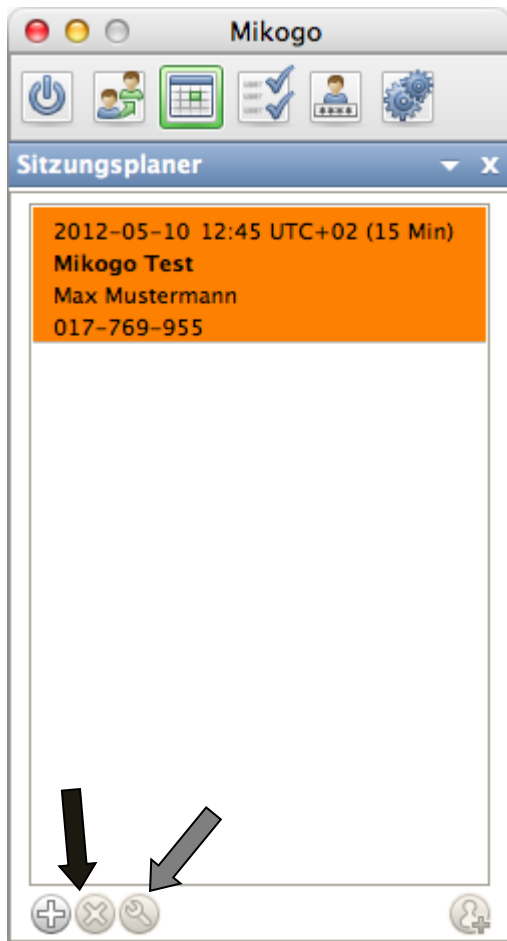 Mikogo
Sitzungsplaner
2012-05-10 12:45 UTC+02 (15 Min)
Mikogo Test
Max Mustermann
017-769-955